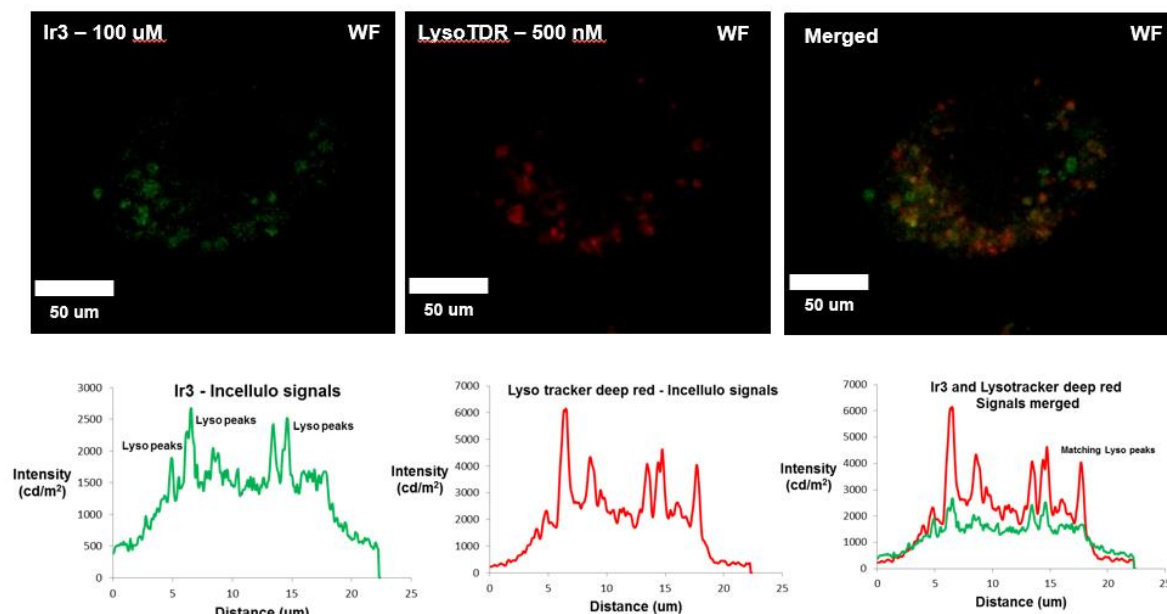 Ir3 – 100 uM WF
50 um
LysoTDR – 500 nM WF
50 um
Merged WF
50 um
Ir3 - Incellulo signals
Lyso peaks
Lyso peaks
Lyso peaks
Intensity
(cd/m²)
3000
2500
2000
1500
1000
500
0
0 5 10 15 20 25
Distance (um)
Lyso tracker deep red - Incellulo signals
Intensity
(cd/m²)
7000
6000
5000
4000
3000
2000
1000
0
0 5 10 15 20 25
Distance (um)
Ir3 and Lysotracker deep red
Signals merged
Matching Lyso peaks
Intensity
(cd/m²)
7000
6000
5000
4000
3000
2000
1000
0
0 5 10 15 20 25
Distance (um)